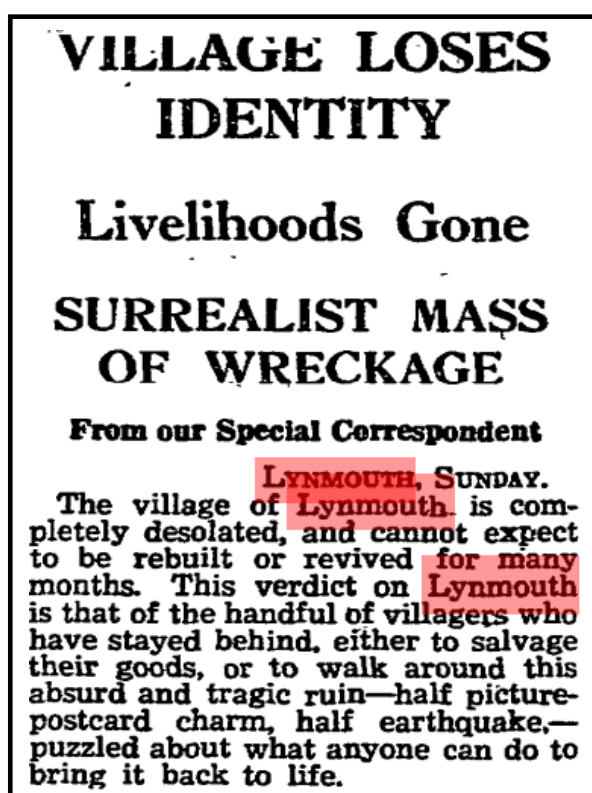 VILLAGE LOSES
IDENTITY
Livelihoods Gone
SURREALIST MASS
OF WRECKAGE
From our Special Correspondent
LYNMOUTH, SUNDAY.
The village of Lynmouth is com-
pletely desolated, and cannot expect
to be rebuilt or revived for many
months. This verdict on Lynmouth
is that of the handful of villagers who
have stayed behind, either to salvage
their goods, or to walk around this
absurd and tragic ruin—half picture-
postcard charm, half earthquake,—
puzzled about what anyone can do to
bring it back to life.